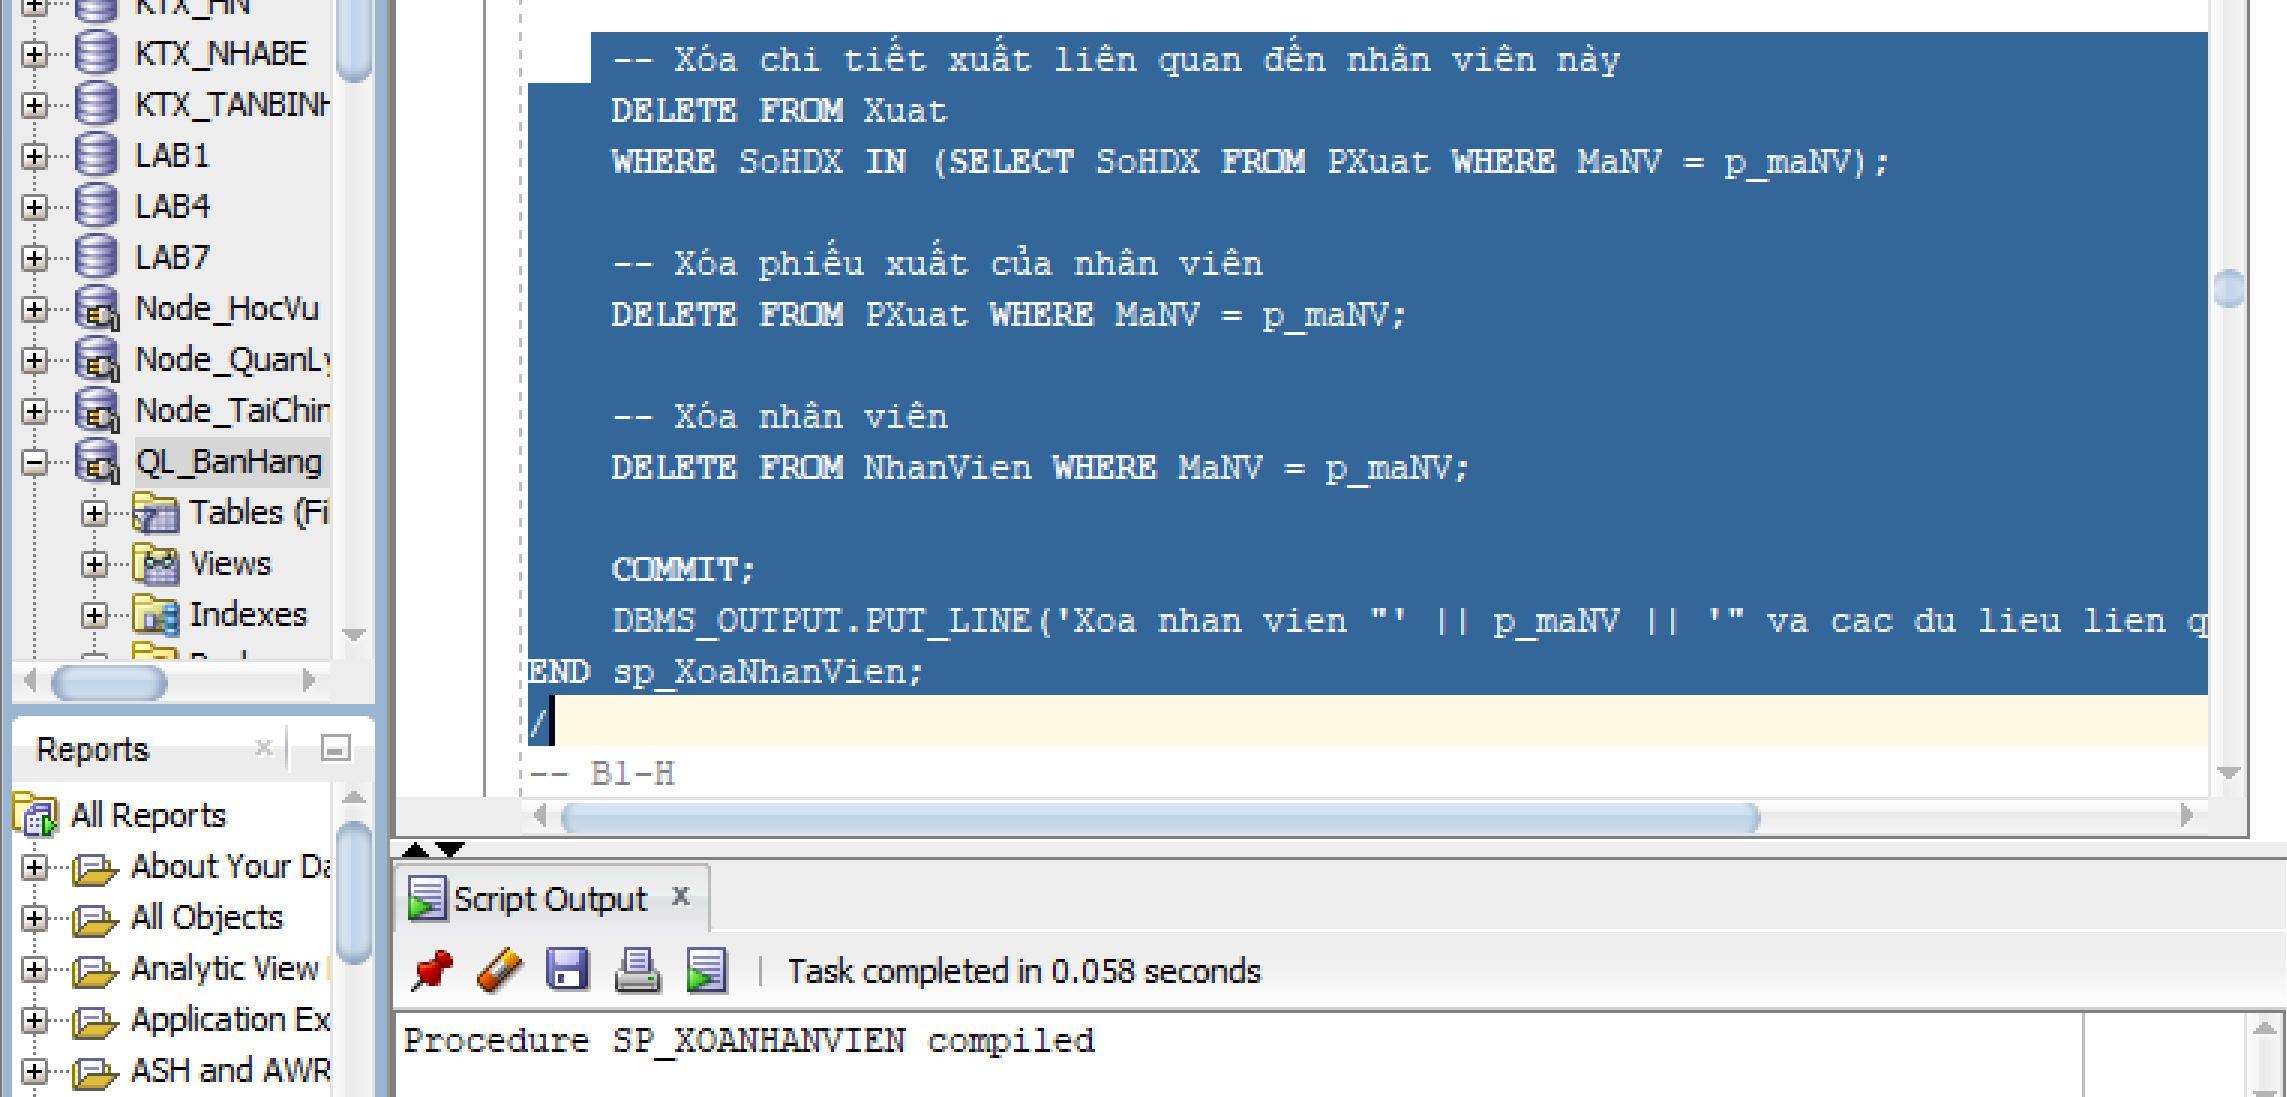 KTX_HN
KTX_NHABE
KTX_TANBINH
LAB1
LAB4
LAB7
Node_HocVu
Node_QuanLy
Node_TaiChin
QL_BanHang
Tables (Fi
Views
Indexes
Reports
All Reports
About Your Da
All Objects
Analytic View
Application Ex
ASH and AWR
-- Xóa chi tiết xuất liên quan đến nhân viên này
DELETE FROM Xuat
WHERE SoHDX IN (SELECT SoHDX FROM PXuat WHERE MaNV = p_maNV);
-- Xóa phiếu xuất của nhân viên
DELETE FROM PXuat WHERE MaNV = p_maNV;
-- Xóa nhân viên
DELETE FROM NhanVien WHERE MaNV = p_maNV;
COMMIT;
DBMS_OUTPUT.PUT_LINE('Xoa nhan vien "' || p_maNV || '" va cac du lieu lien q
END sp_XoaNhanVien;
/
-- B1-H
Script Output
Task completed in 0.058 seconds
Procedure SP_XOANHANVIEN compiled